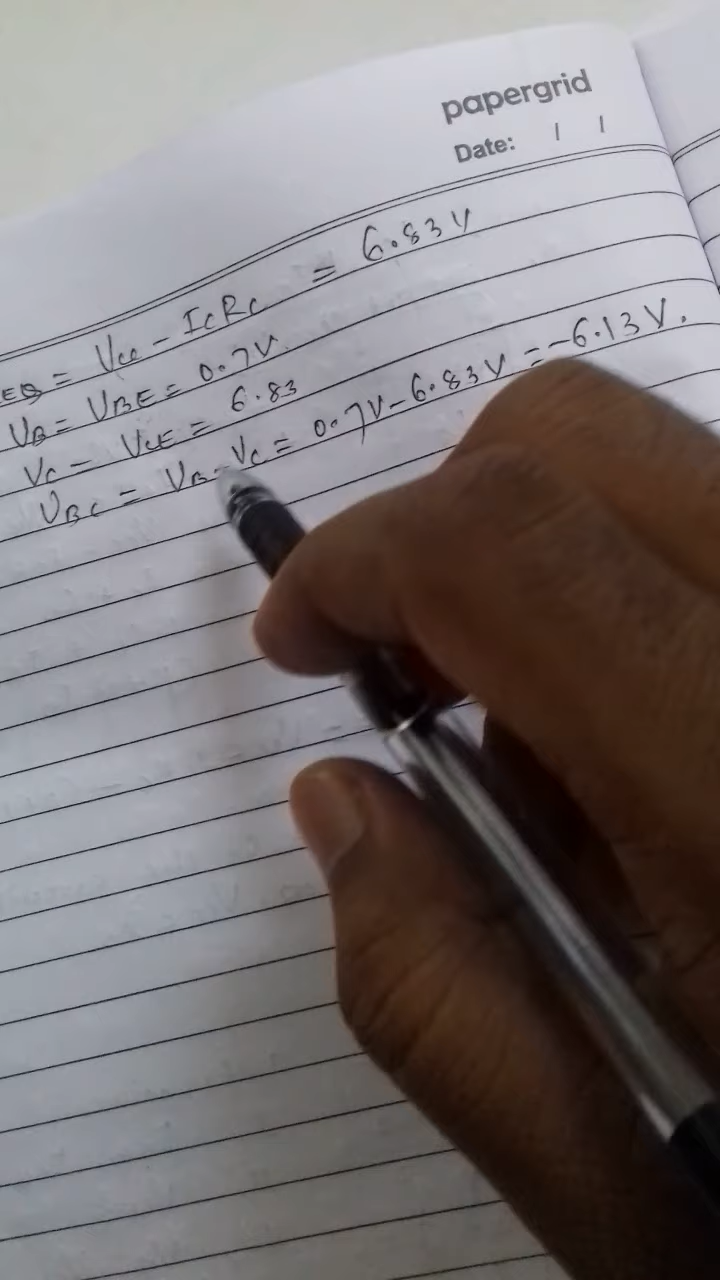 papergrid
Date: / /
EQ = Vcc - IcRc = 6.83V
VB = VBE = 0.7V
VC = VCE = 6.83
VBC = VB - VC = 0.7V - 6.83V = -6.13V.